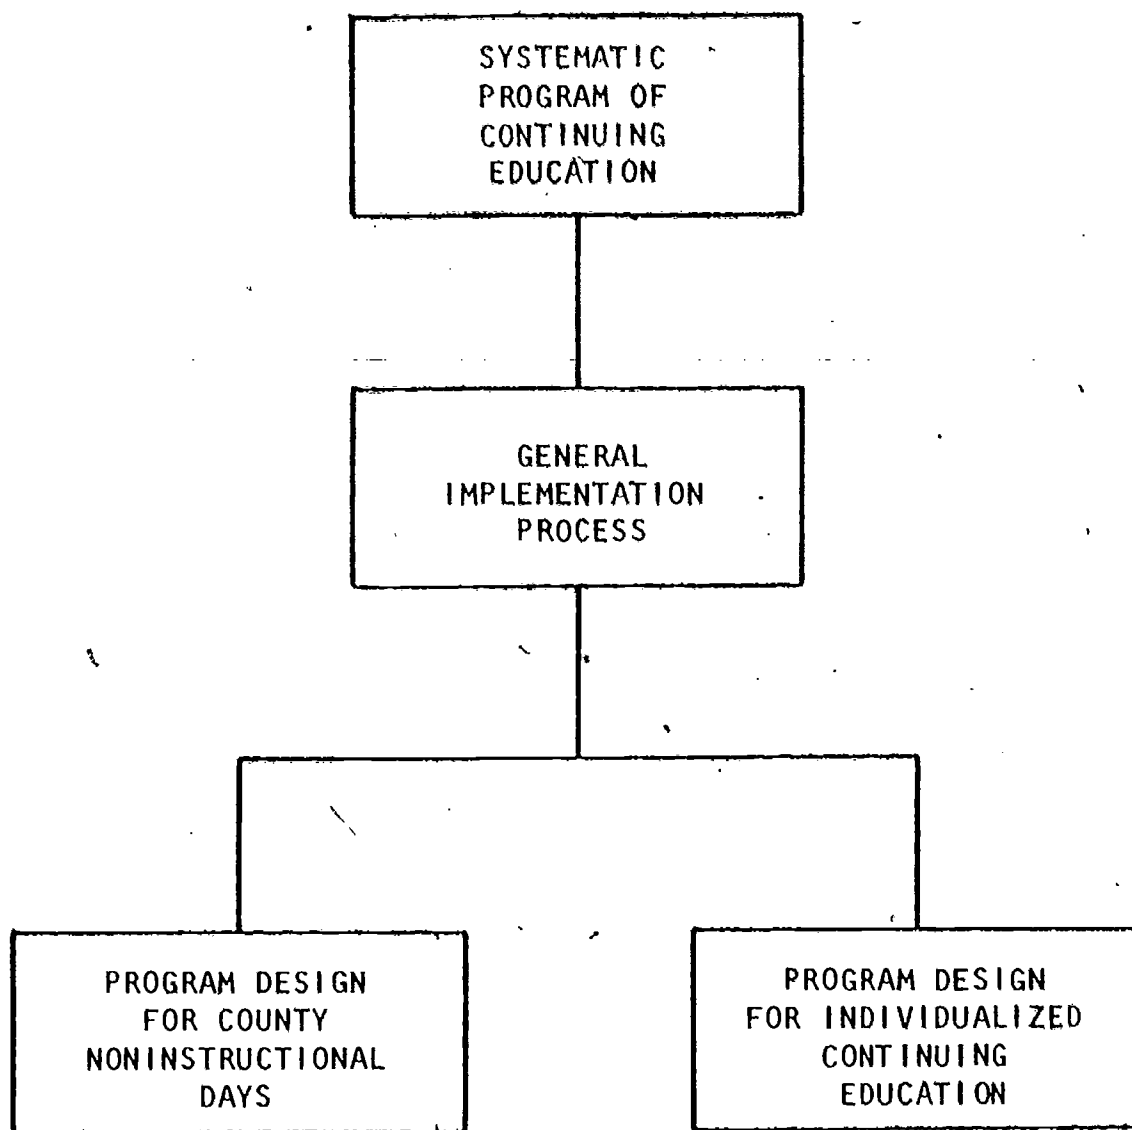 SYSTEMATIC
PROGRAM OF
CONTINUING
EDUCATION
GENERAL
IMPLEMENTATION
PROCESS
PROGRAM DESIGN
FOR COUNTY
NONINSTRUCTIONAL
DAYS
PROGRAM DESIGN
FOR INDIVIDUALIZED
CONTINUING
EDUCATION